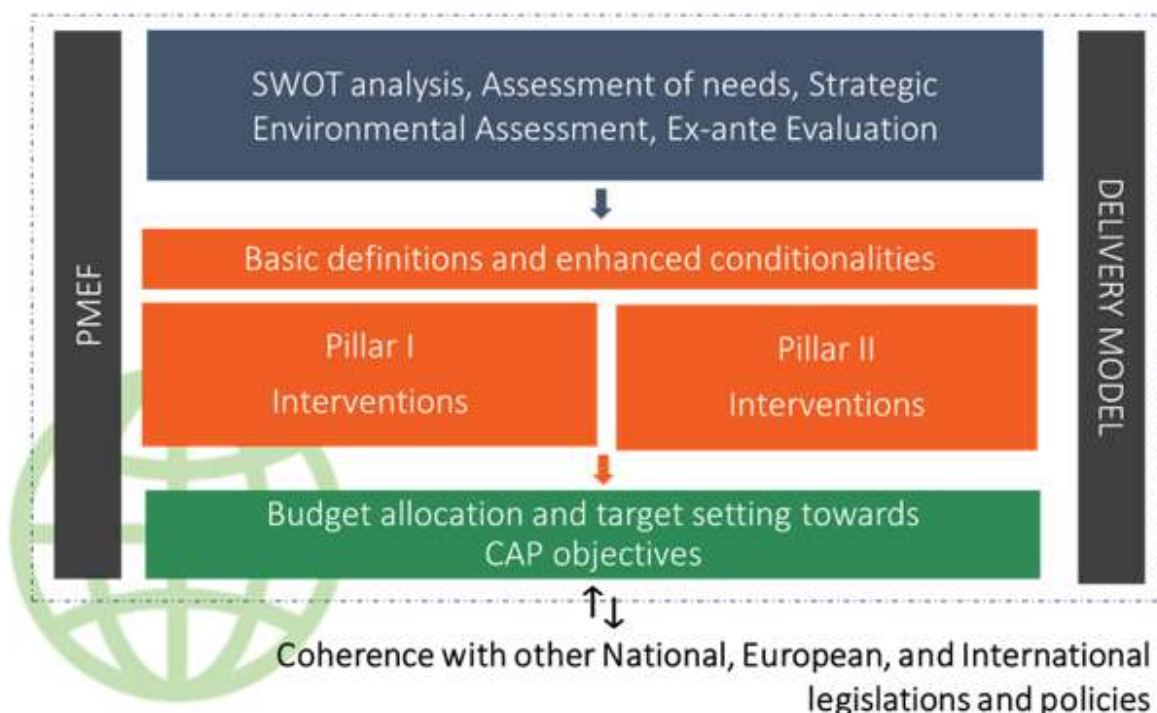 SWOT analysis, Assessment of needs, Strategic
Environmental Assessment, Ex-ante Evaluation
PMEF
DELIVERY MODEL
Basic definitions and enhanced conditionalities
Pillar I
Interventions
Pillar II
Interventions
Budget allocation and target setting towards
CAP objectives
Coherence with other National, European, and International
legislations and policies